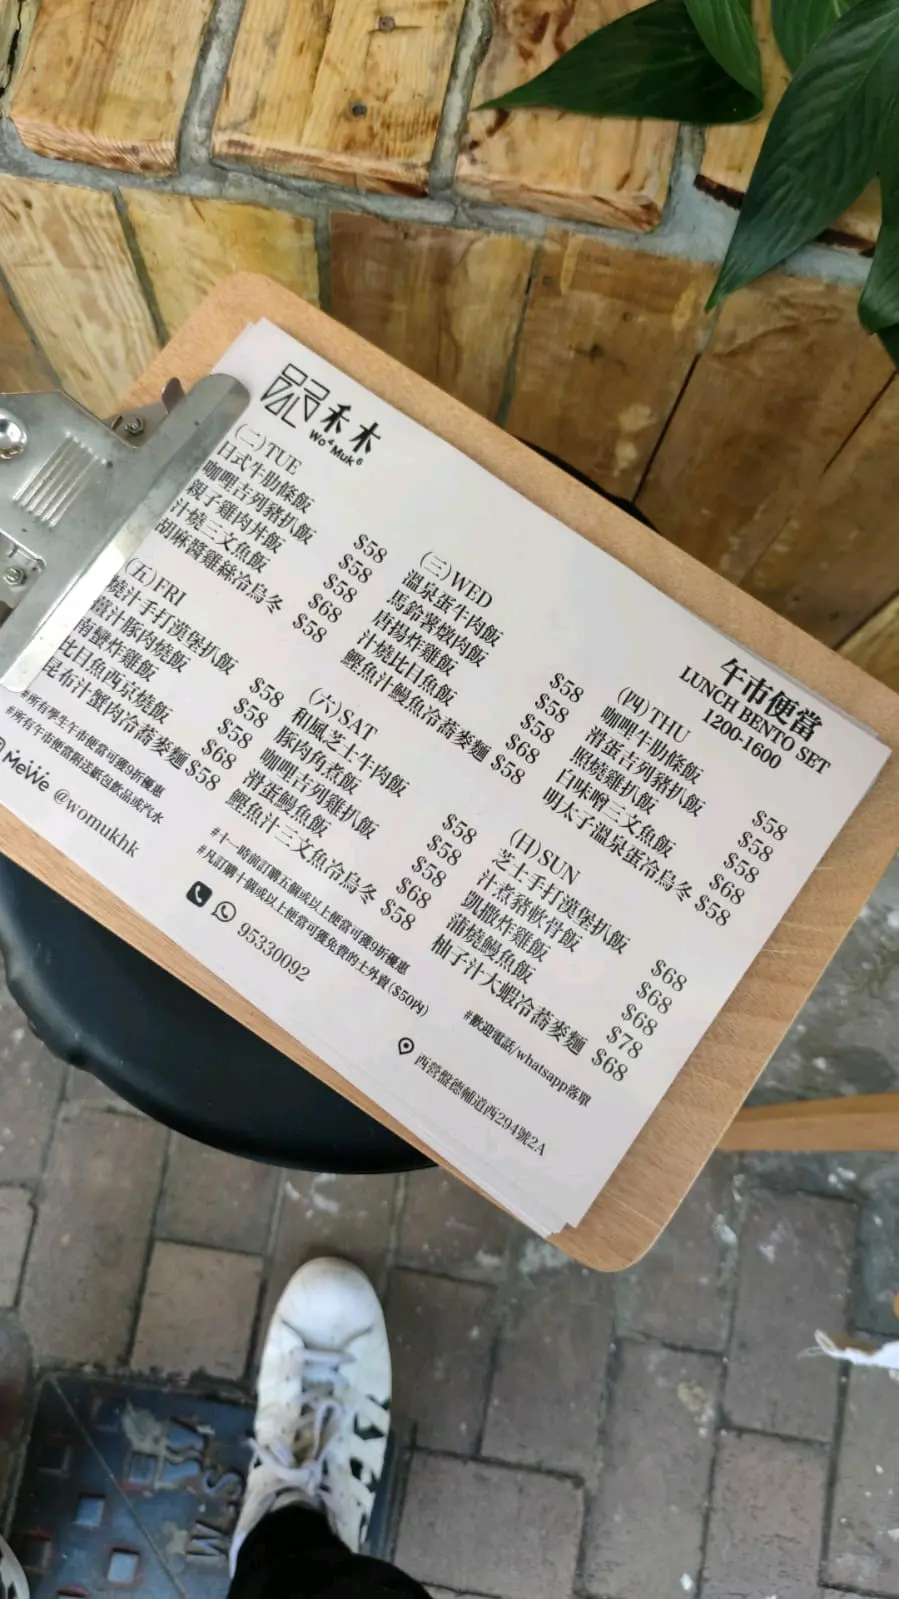 禾木
Wo⁴Muk⁶
午市便當
LUNCH BENTO SET
1200-1600
(二)TUE
日式牛肋條飯 $58
咖哩吉列豬扒飯 $58
親子雞肉丼飯 $58
汁燒三文魚飯 $68
胡麻醬雞絲冷烏冬 $58
(三)WED
溫泉蛋牛肉飯 $58
馬鈴薯燉肉飯 $58
唐揚炸雞飯 $58
汁燒比目魚飯 $68
鰹魚汁鰻魚冷蕎麥麵 $58
(四)THU
咖哩牛肋條飯 $58
滑蛋吉列豬扒飯 $58
照燒雞扒飯 $58
白味噌三文魚飯 $68
明太子溫泉蛋冷烏冬 $58
(五)FRI
燒汁手打漢堡扒飯 $58
薑汁豚肉燒飯 $58
南蠻炸雞飯 $58
比目魚西京燒飯 $68
昆布汁蟹肉冷蕎麥麵 $58
(六)SAT
和風芝士牛肉飯 $58
豚肉角煮飯 $58
咖哩吉列雞扒飯 $58
滑蛋鰻魚飯 $68
鰹魚汁三文魚冷烏冬 $58
(日)SUN
芝士手打漢堡扒飯 $68
汁煮豬軟骨飯 $68
凱撒炸雞飯 $68
蒲燒鰻魚飯 $78
柚子汁大蝦冷蕎麥麵 $68
#所有學生午市便當可獲9折優惠
#所有午市便當附送紙包飲品或汽水
MeWe @womukhk
#十一時前訂購五個或以上便當可獲9折優惠
#凡訂購十個或以上便當可獲免費的士外賣($50內)
95330092
#歡迎電話/whatsapp落單
西營盤德輔道西294號2A
WSD